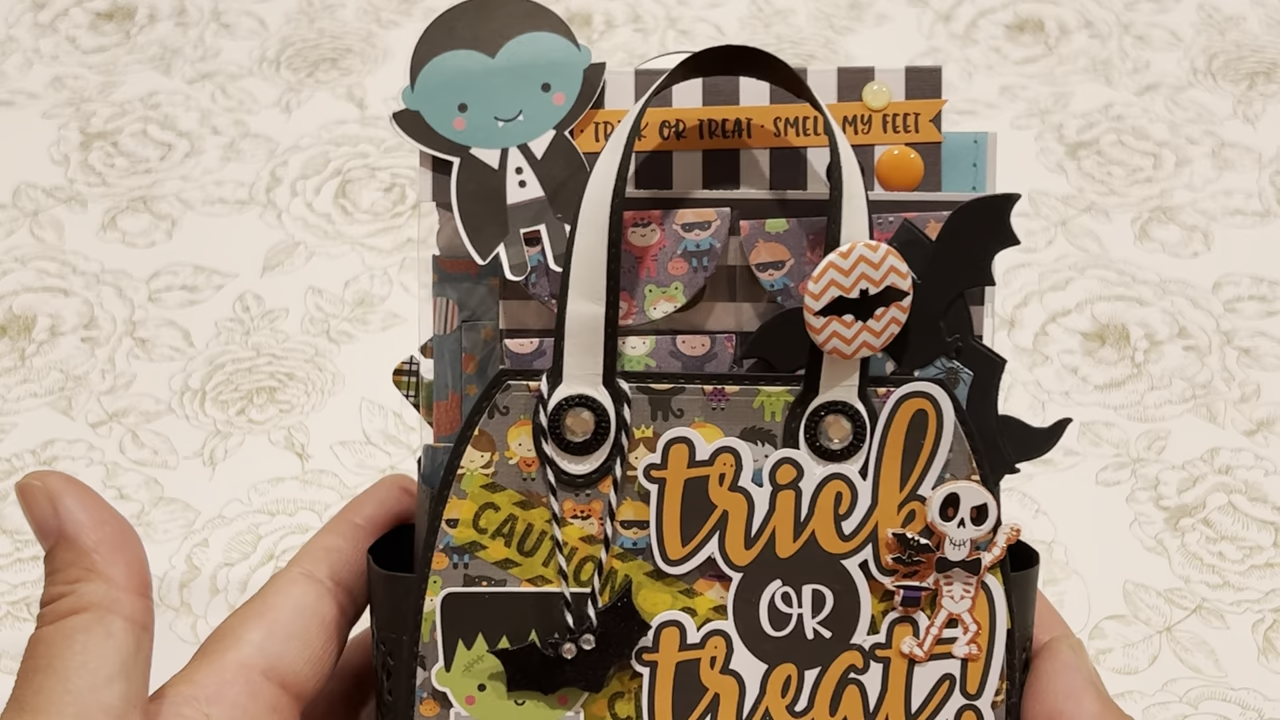 TRICK OR TREAT · SMELL MY FEET
CAUTION
trick
OR
treat!